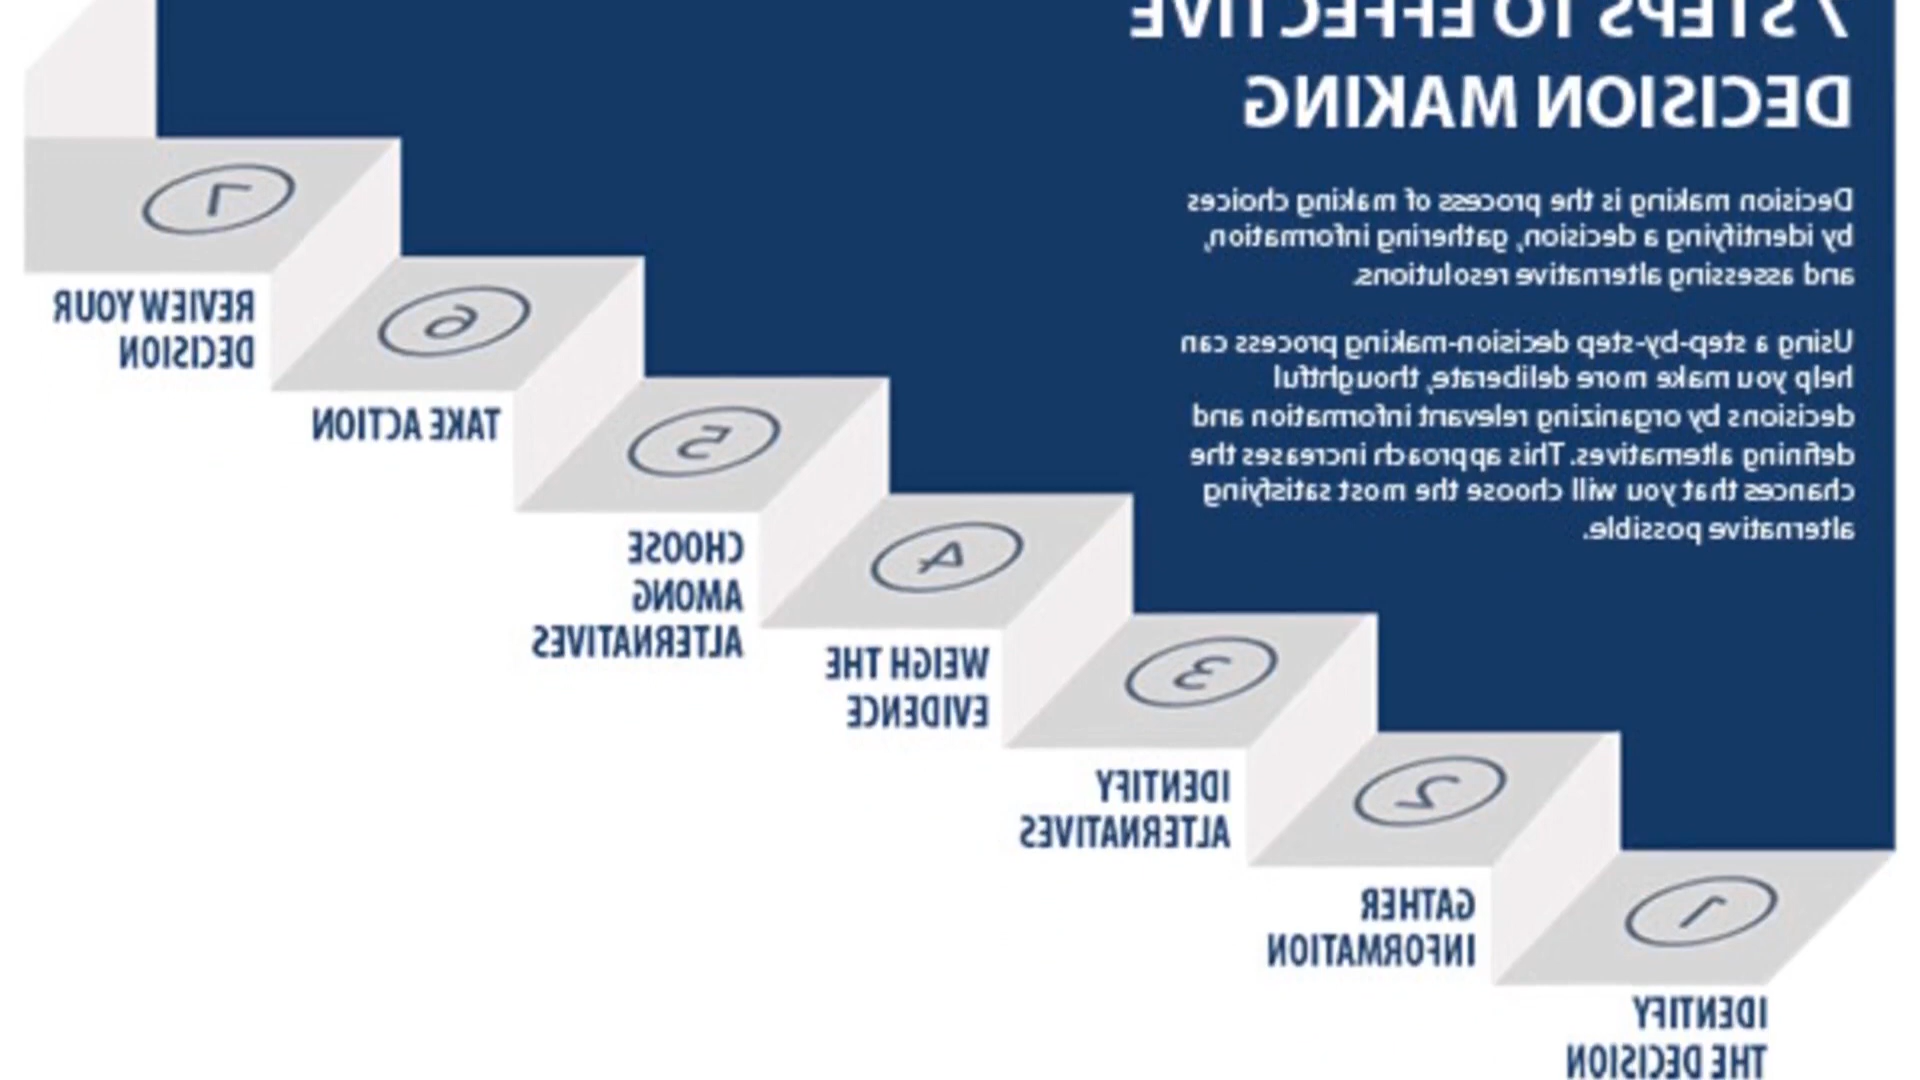 7 STEPS TO EFFECTIVE
DECISION MAKING
Decision making is the process of making choices
by identifying a decision, gathering information,
and assessing alternative resolutions.
Using a step-by-step decision-making process can
help you make more deliberate, thoughtful
decisions by organizing relevant information and
defining alternatives. This approach increases the
chances that you will choose the most satisfying
alternative possible.
1
IDENTIFY
THE DECISION
2
GATHER
INFORMATION
3
IDENTIFY
ALTERNATIVES
4
WEIGH THE
EVIDENCE
5
CHOOSE
AMONG
ALTERNATIVES
6
TAKE ACTION
7
REVIEW YOUR
DECISION